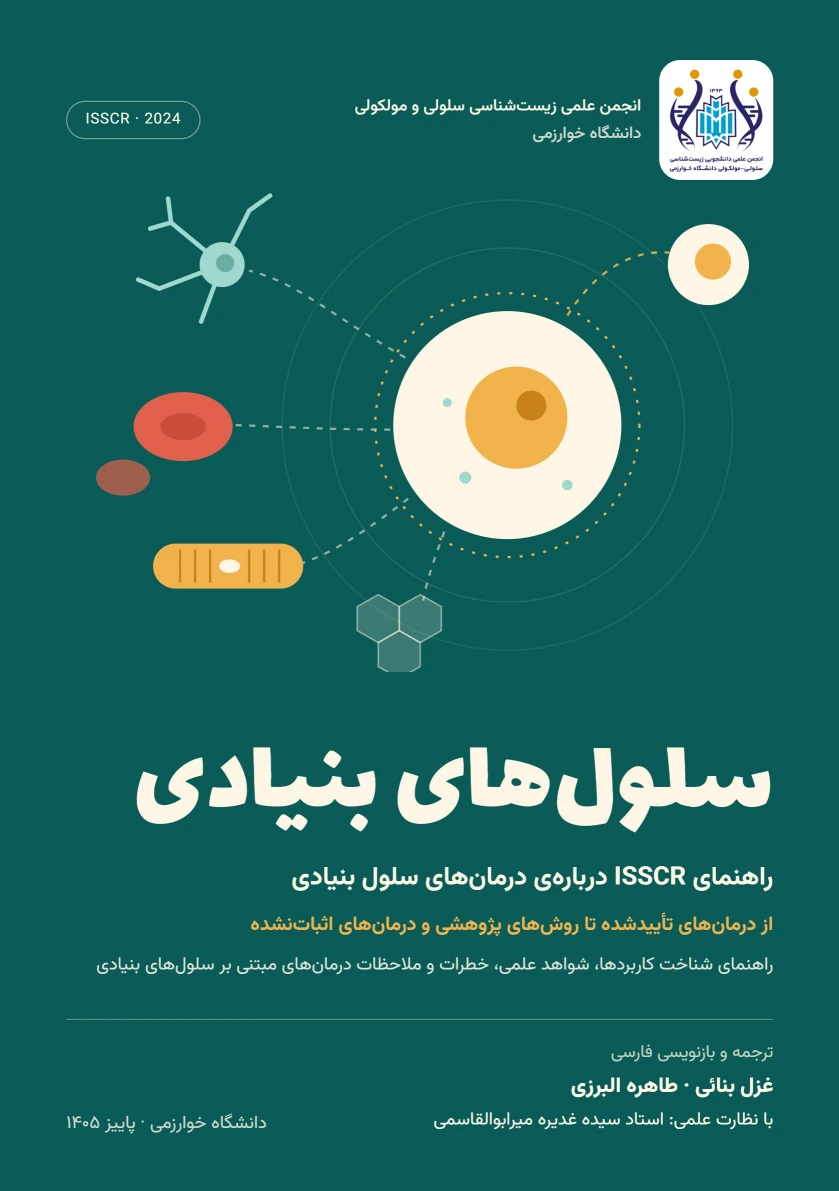 ۱۳۹۳
انجمن علمی دانشجویی زیست‌شناسی
سلولی-مولکولی دانشگاه خوارزمی
انجمن علمی زیست‌شناسی سلولی و مولکولی
دانشگاه خوارزمی
ISSCR · 2024
سلول‌های بنیادی
راهنمای ISSCR درباره‌ی درمان‌های سلول بنیادی
از درمان‌های تأییدشده تا روش‌های پژوهشی و درمان‌های اثبات‌نشده
راهنمای شناخت کاربردها، شواهد علمی، خطرات و ملاحظات درمان‌های مبتنی بر سلول‌های بنیادی
ترجمه و بازنویسی فارسی
غزل بنائی · طاهره البرزی
با نظارت علمی: استاد سیده غدیره میرابوالقاسمی
دانشگاه خوارزمی · پاییز ۱۴۰۵